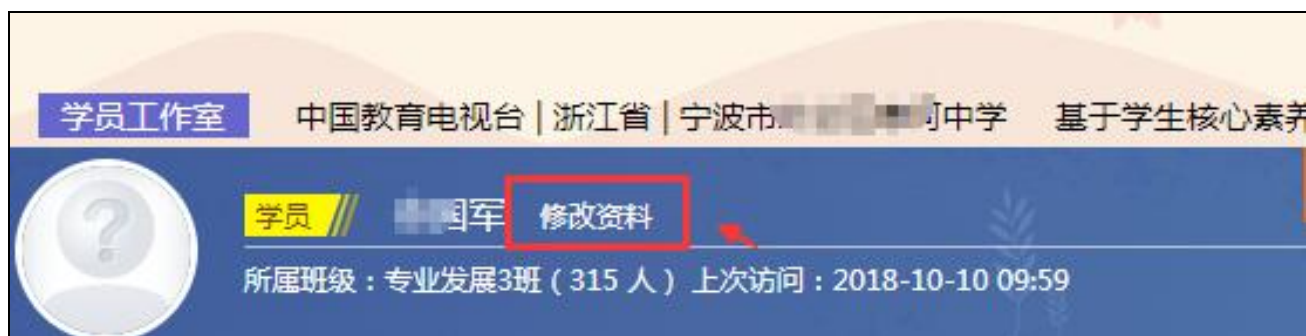 学员工作室 中国教育电视台 | 浙江省 | 宁波市 中学 基于学生核心素养
学员 军 修改资料
所属班级：专业发展3班（315 人） 上次访问：2018-10-10 09:59